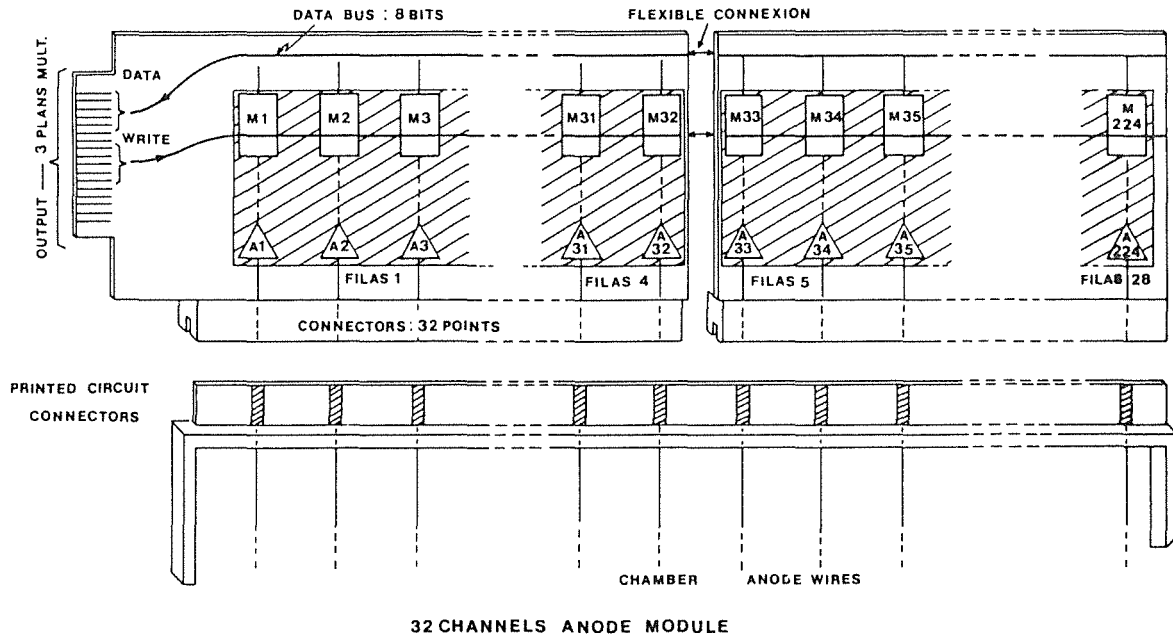 DATA BUS : 8 BITS
FLEXIBLE CONNEXION
OUTPUT — 3 PLANS MULT.
DATA
WRITE
M1
M2
M3
M31
M32
M33
M34
M35
M
224
A1
A2
A3
A
31
A
32
A
33
A
34
A
35
A
224
FILAS 1
FILAS 4
FILAS 5
FILAS 28
CONNECTORS : 32 POINTS
PRINTED CIRCUIT
CONNECTORS
CHAMBER ANODE WIRES
32 CHANNELS ANODE MODULE